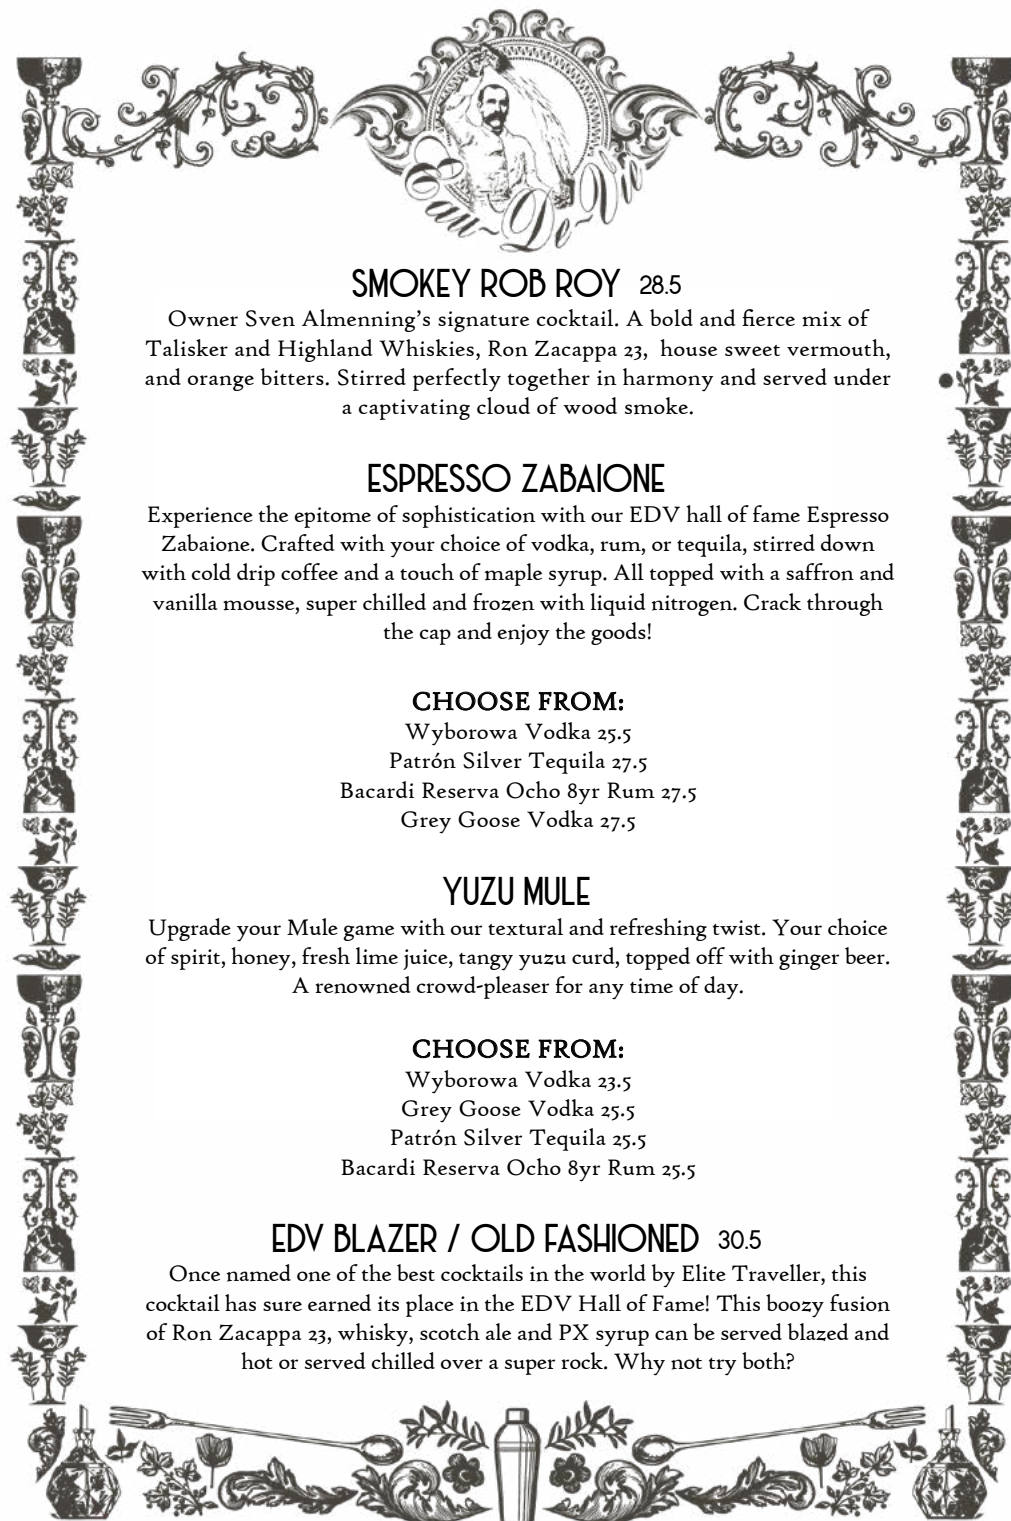 Eau-De-Vie
SMOKEY ROB ROY 28.5
Owner Sven Almenning’s signature cocktail. A bold and fierce mix of
Talisker and Highland Whiskies, Ron Zacappa 23, house sweet vermouth,
and orange bitters. Stirred perfectly together in harmony and served under
a captivating cloud of wood smoke.
ESPRESSO ZABAIONE
Experience the epitome of sophistication with our EDV hall of fame Espresso
Zabaione. Crafted with your choice of vodka, rum, or tequila, stirred down
with cold drip coffee and a touch of maple syrup. All topped with a saffron and
vanilla mousse, super chilled and frozen with liquid nitrogen. Crack through
the cap and enjoy the goods!
CHOOSE FROM:
Wyborowa Vodka 25.5
Patrón Silver Tequila 27.5
Bacardi Reserva Ocho 8yr Rum 27.5
Grey Goose Vodka 27.5
YUZU MULE
Upgrade your Mule game with our textural and refreshing twist. Your choice
of spirit, honey, fresh lime juice, tangy yuzu curd, topped off with ginger beer.
A renowned crowd-pleaser for any time of day.
CHOOSE FROM:
Wyborowa Vodka 23.5
Grey Goose Vodka 25.5
Patrón Silver Tequila 25.5
Bacardi Reserva Ocho 8yr Rum 25.5
EDV BLAZER / OLD FASHIONED 30.5
Once named one of the best cocktails in the world by Elite Traveller, this
cocktail has sure earned its place in the EDV Hall of Fame! This boozy fusion
of Ron Zacappa 23, whisky, scotch ale and PX syrup can be served blazed and
hot or served chilled over a super rock. Why not try both?